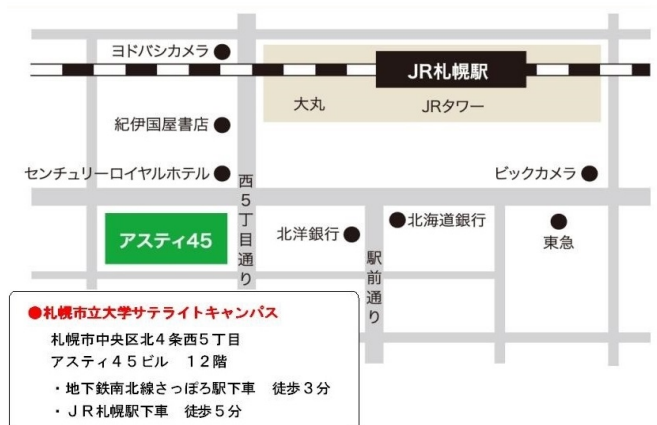 ヨドバシカメラ
JR札幌駅
大丸
JRタワー
紀伊国屋書店
センチュリーロイヤルホテル
ビックカメラ
西5丁目通り
アスティ45
北洋銀行
北海道銀行
東急
駅前通り
●札幌市立大学サテライトキャンパス
札幌市中央区北4条西5丁目
アスティ45ビル 12階
・地下鉄南北線さっぽろ駅下車 徒歩3分
・JR札幌駅下車 徒歩5分